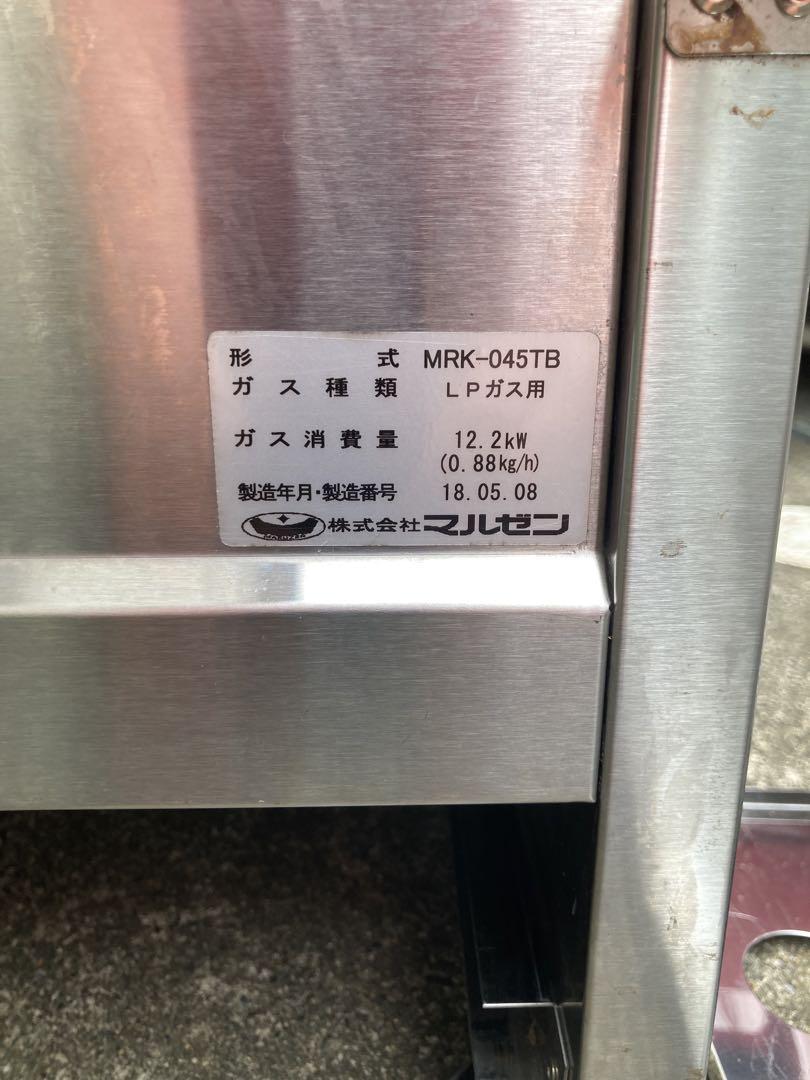 形式 MRK-045TB
ガス種類 LPガス用
ガス消費量 12.2kW
(0.88kg/h)
製造年月・製造番号 18.05.08
MARUZEN 株式会社マルゼン